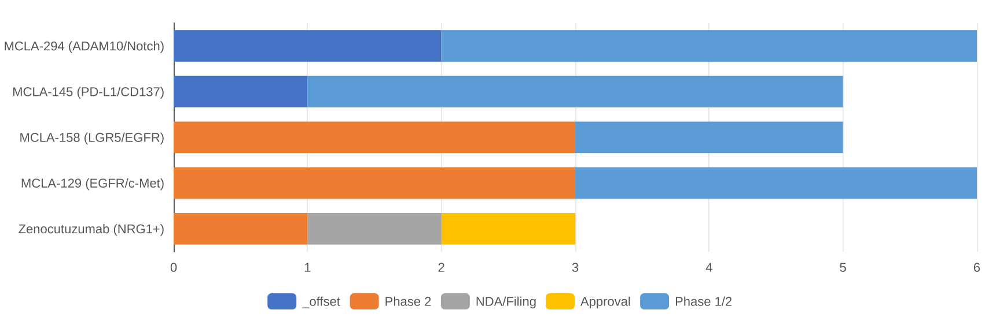 MCLA-294 (ADAM10/Notch)
MCLA-145 (PD-L1/CD137)
MCLA-158 (LGR5/EGFR)
MCLA-129 (EGFR/c-Met)
Zenocutuzumab (NRG1+)
0 1 2 3 4 5 6
_offset Phase 2 NDA/Filing Approval Phase 1/2